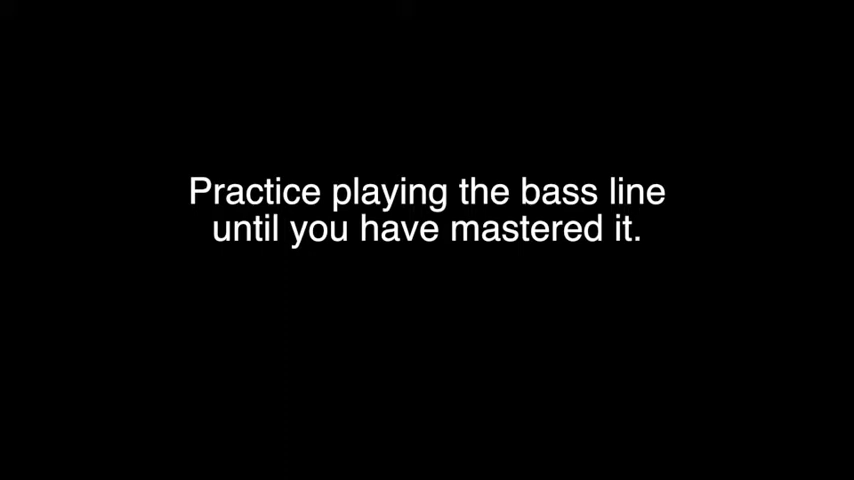 Practice playing the bass line
until you have mastered it.